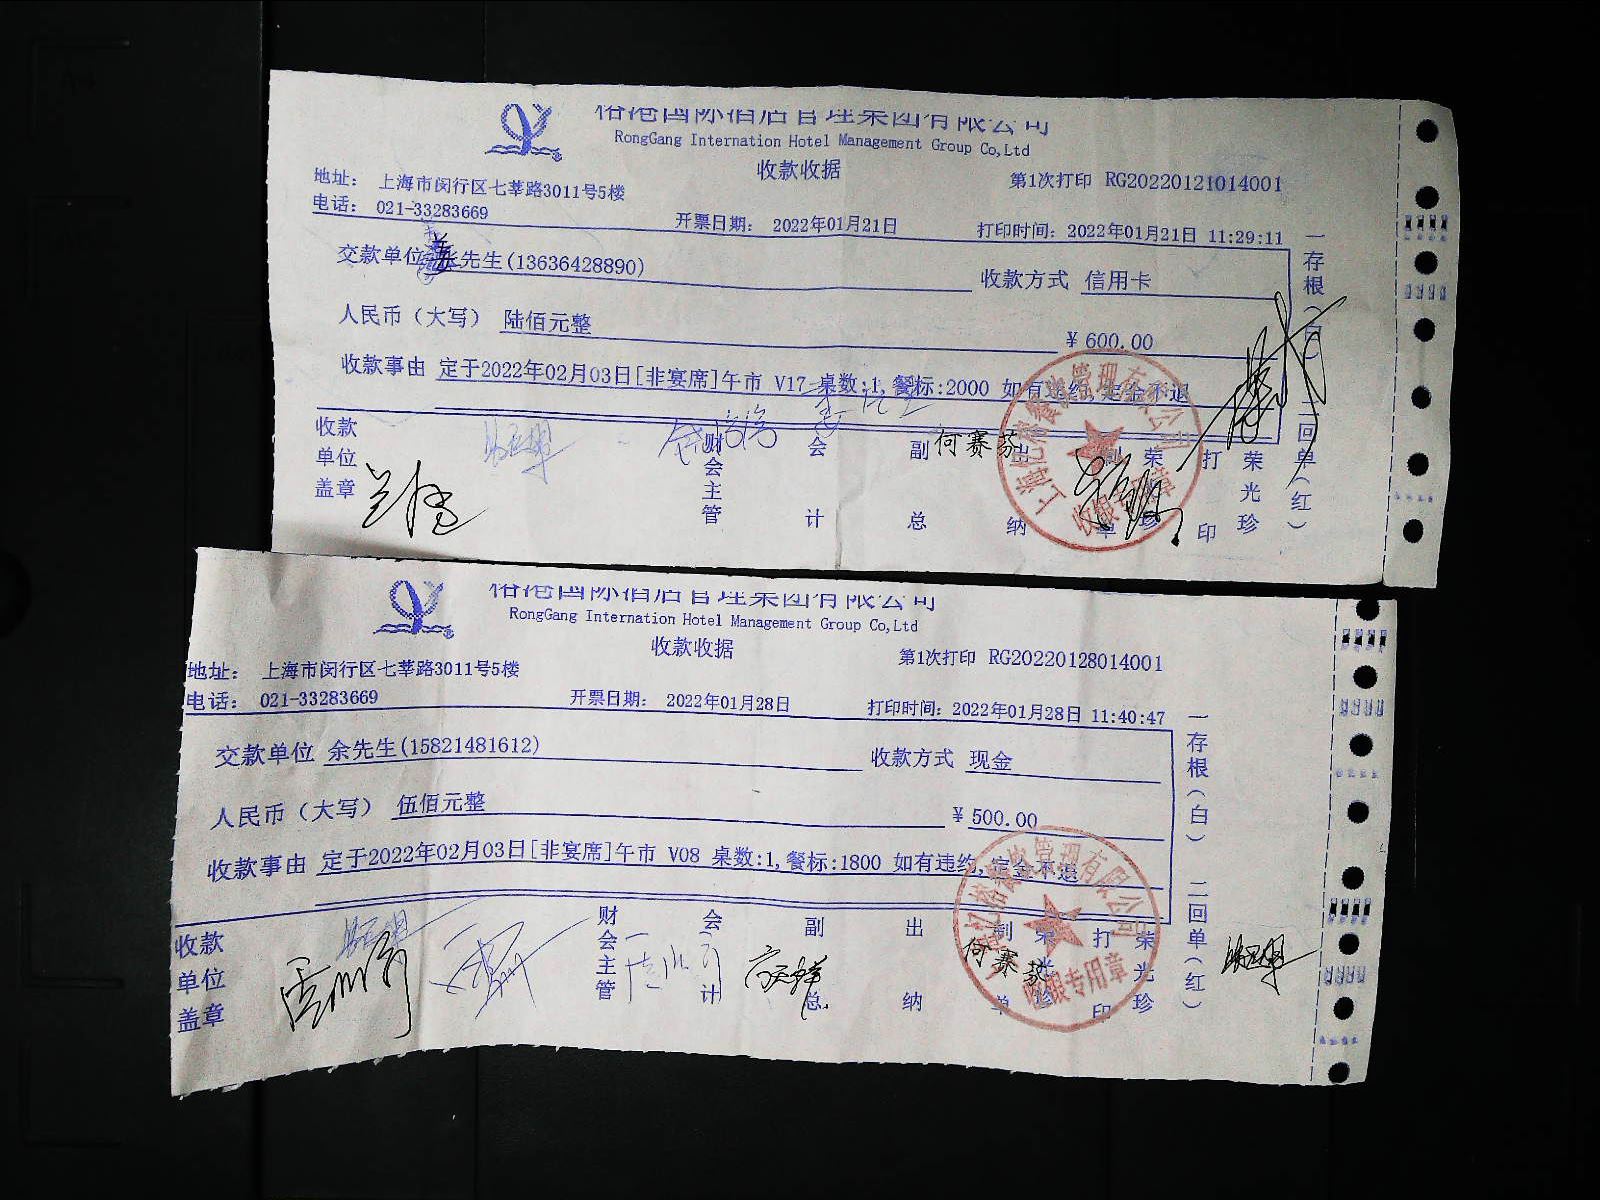 裕港国际酒店管理集团有限公司
RongGang Internation Hotel Management Group Co,Ltd
收款收据
地址： 上海市闵行区七莘路3011号5楼
第1次打印 RG20220121014001
电话： 021-33283669
开票日期： 2022年01月21日
打印时间：2022年01月21日 11:29:11
交款单位 先生(13636428890)
收款方式 信用卡
人民币（大写） 陆佰元整
￥600.00
收款事由 定于2022年02月03日[非宴席]午市 V17 桌数:1,餐标:2000 如有违约,定金不退
收款单位盖章
财会主管
会计
副总
何赛芬
出纳
制单
荣光珍
打印
荣光珍
一存根（白）
二回单（红）
收银专用章
裕港国际酒店管理集团有限公司
RongGang Internation Hotel Management Group Co,Ltd
收款收据
地址： 上海市闵行区七莘路3011号5楼
第1次打印 RG20220128014001
电话： 021-33283669
开票日期： 2022年01月28日
打印时间：2022年01月28日 11:40:47
交款单位 余先生(15821481612)
收款方式 现金
人民币（大写） 伍佰元整
￥500.00
收款事由 定于2022年02月03日[非宴席]午市 V08 桌数:1,餐标:1800 如有违约,定金不退
收款单位盖章
财会主管
会计
副总
出纳
何赛芬
制单
荣光珍
打印
荣光珍
一存根（白）
二回单（红）
收银专用章